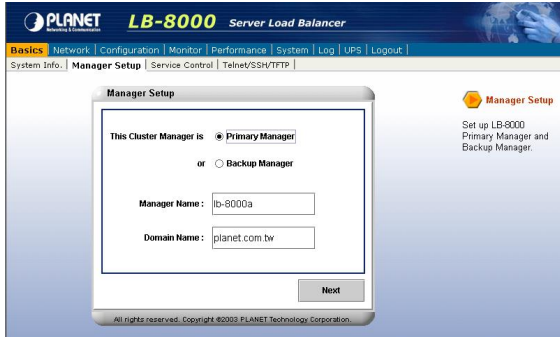 PLANET
Networking & Communication
LB-8000 Server Load Balancer
Basics | Network | Configuration | Monitor | Performance | System | Log | UPS | Logout |
System Info. | Manager Setup | Service Control | Telnet/SSH/TFTP |
Manager Setup
This Cluster Manager is Primary Manager
or Backup Manager
Manager Name : lb-8000a
Domain Name : planet.com.tw
Next
All rights reserved. Copyright ©2003 PLANET Technology Corporation.
Manager Setup
Set up LB-8000
Primary Manager and
Backup Manager.